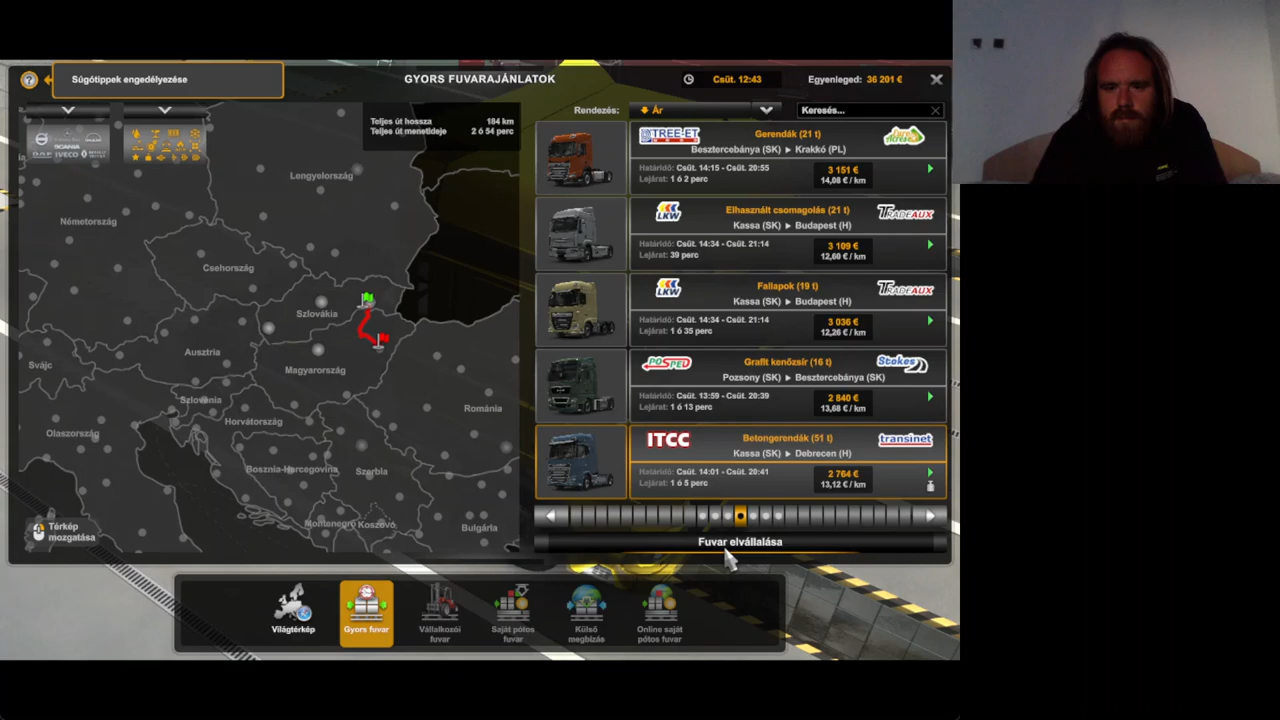 Súgótippek engedélyezése
GYORS FUVARAJÁNLATOK
Csüt. 12:43
Egyenleg: 36 201 €
Teljes út hossza 184 km
Teljes út menetideje 2 ó 54 perc
Rendezés: Ár
Keresés...
SCANIA
IVECO
Lengyelország
Németország
Csehország
Szlovákia
Ausztria
Svájc
Magyarország
Szlovénia
Románia
Horvátország
Olaszország
Bosznia-Hercegovina
Szerbia
Montenegró
Koszovó
Bulgária
Térkép
mozgatása
TREE-ET
Gerendák (21 t)
Euro Acres
Besztercebánya (SK) ► Krakkó (PL)
Határidő: Csüt. 14:15 - Csüt. 20:55
Lejárat: 1 ó 2 perc
3 151 €
14,08 € / km
LKW
Elhasznált csomagolás (21 t)
TRADEAUX
Kassa (SK) ► Budapest (H)
Határidő: Csüt. 14:34 - Csüt. 21:14
Lejárat: 39 perc
3 109 €
12,60 € / km
LKW
Fallapok (19 t)
TRADEAUX
Kassa (SK) ► Budapest (H)
Határidő: Csüt. 14:34 - Csüt. 21:14
Lejárat: 1 ó 35 perc
3 036 €
12,26 € / km
POSPED
Grafit kenőzsír (16 t)
Stokes
Pozsony (SK) ► Besztercebánya (SK)
Határidő: Csüt. 13:59 - Csüt. 20:39
Lejárat: 1 ó 13 perc
2 840 €
13,68 € / km
ITCC
Betongerendák (51 t)
transinet
Kassa (SK) ► Debrecen (H)
Határidő: Csüt. 14:01 - Csüt. 20:41
Lejárat: 1 ó 5 perc
2 764 €
13,12 € / km
Fuvar elvállalása
Világtérkép
Gyors fuvar
Vállalkozói
fuvar
Saját pótos
fuvar
Külső
megbízás
Online saját
pótos fuvar